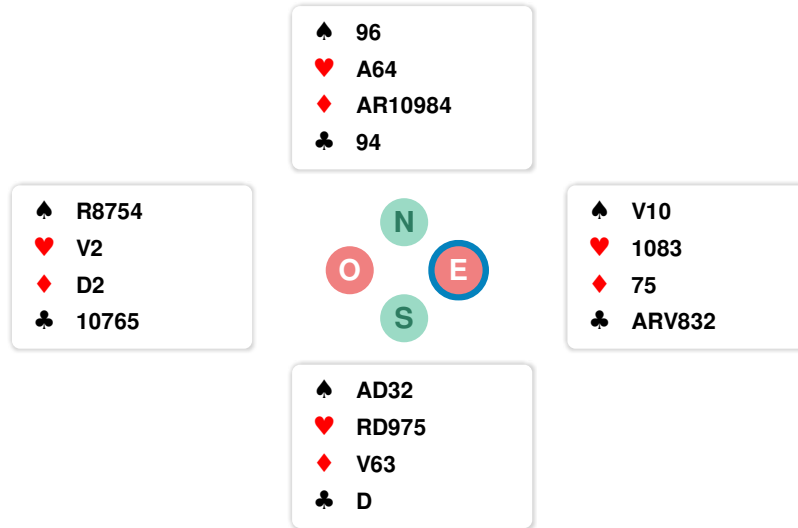 ♠ 96
♥ A64
♦ AR10984
♣ 94
♠ R8754
♥ V2
♦ D2
♣ 10765
N
O E
S
♠ V10
♥ 1083
♦ 75
♣ ARV832
♠ AD32
♥ RD975
♦ V63
♣ D